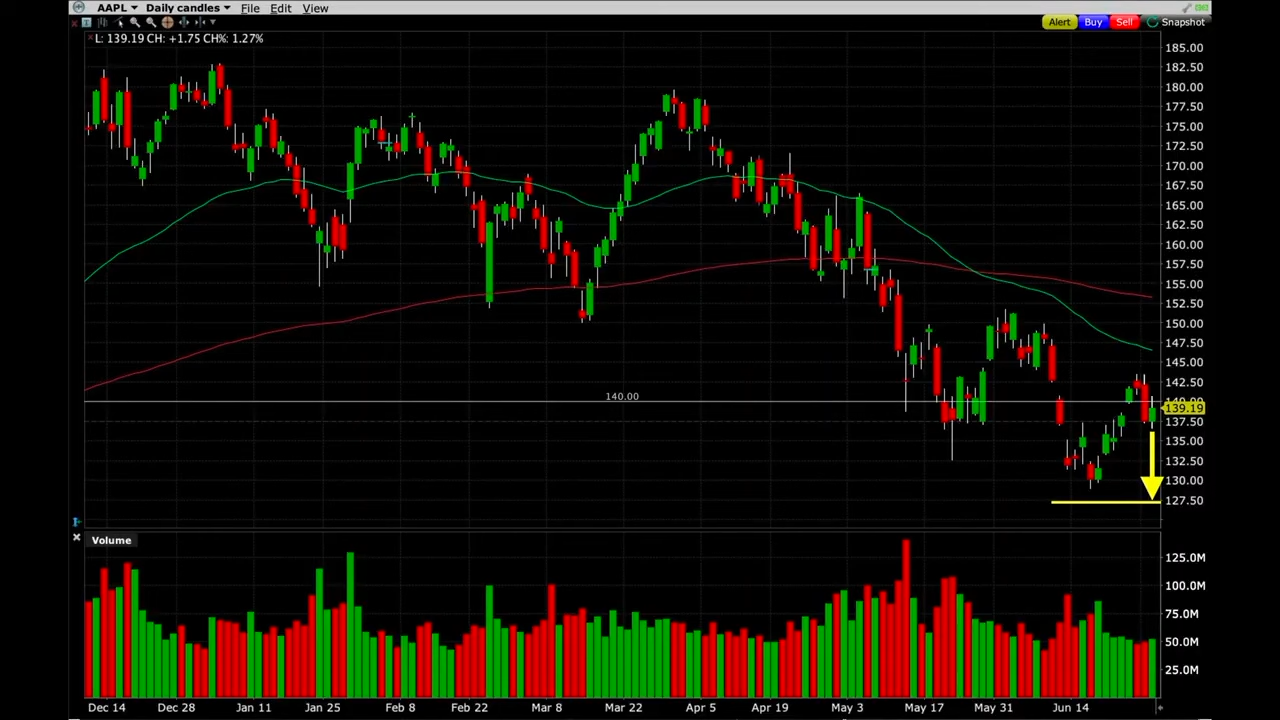 AAPL Daily candles File Edit View
Alert Buy Sell Snapshot
L: 139.19 CH: +1.75 CH%: 1.27%
185.00
182.50
180.00
177.50
175.00
172.50
170.00
167.50
165.00
162.50
160.00
157.50
155.00
152.50
150.00
147.50
145.00
142.50
140.00
139.19
137.50
135.00
132.50
130.00
127.50
Volume
125.0M
100.0M
75.0M
50.0M
25.0M
Dec 14 Dec 28 Jan 11 Jan 25 Feb 8 Feb 22 Mar 8 Mar 22 Apr 5 Apr 19 May 3 May 17 May 31 Jun 14